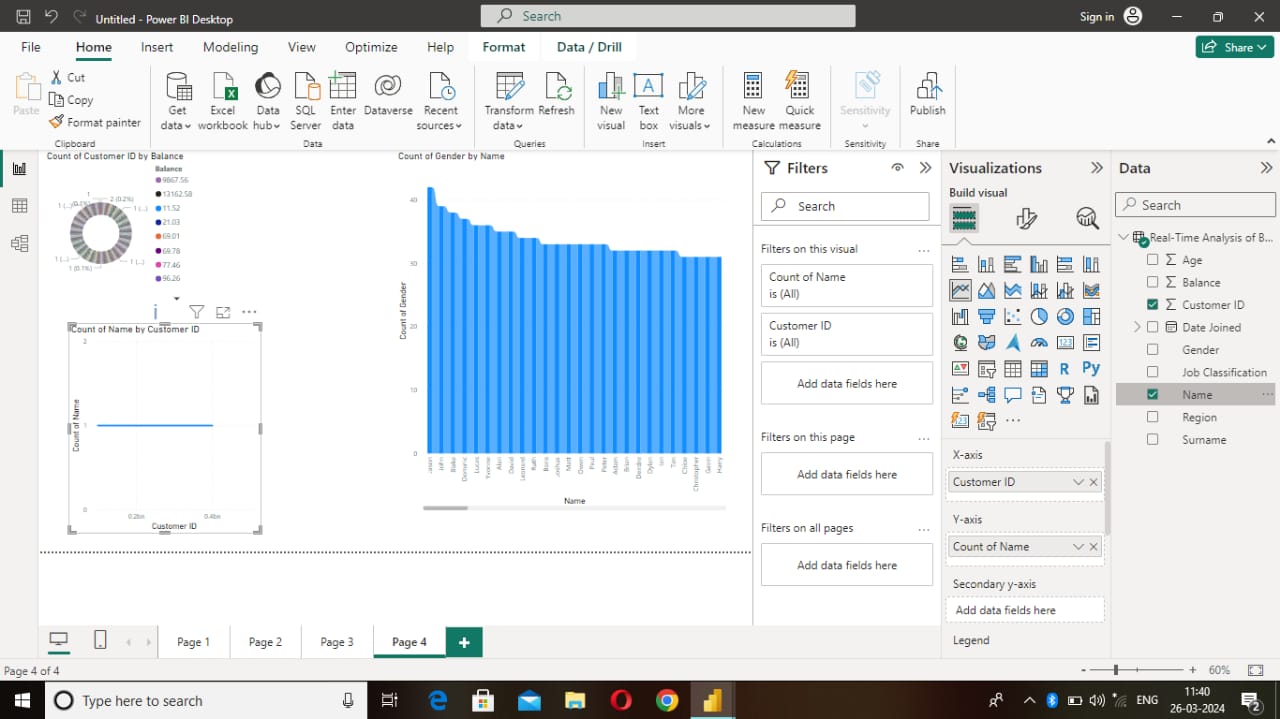 Untitled - Power BI Desktop
Search
Sign in
File Home Insert Modeling View Optimize Help Format Data / Drill
Share
Paste
Cut
Copy
Format painter
Get data
Excel workbook
Data hub
SQL Server
Enter data
Dataverse
Recent sources
Transform data
Refresh
New visual
Text box
More visuals
New measure
Quick measure
Sensitivity
Publish
Clipboard
Data
Queries
Insert
Calculations
Sensitivity
Share
Count of Customer ID by Balance
Balance
9867.56
13162.58
11.52
21.03
69.01
69.78
77.46
96.26
1
2 (0.2%)
1 (...
1 (...
1 (...)
1 (...)
1 (0.1%)
Count of Name by Customer ID
2
1
0
Count of Name
0.2bn 0.4bn
Customer ID
Count of Gender by Name
40
30
20
10
0
Count of Gender
John
Blake
Dominic
Lucas
Yvonne
Alan
David
Leonard
Ruth
Boris
Joshua
Matt
Owen
Paul
Peter
Adam
Brian
Deirdre
Dylan
Ian
Tim
Chloe
Christopher
Gavin
Harry
Name
Filters
Search
Filters on this visual
...
Count of Name
is (All)
Customer ID
is (All)
Add data fields here
Filters on this page
...
Add data fields here
Filters on all pages
...
Add data fields here
Visualizations
Build visual
123
R
Py
...
X-axis
Customer ID
Y-axis
Count of Name
Secondary y-axis
Add data fields here
Legend
Data
Search
Real-Time Analysis of B...
Age
Balance
Customer ID
Date Joined
Gender
Job Classification
Name
...
Region
Surname
Page 1
Page 2
Page 3
Page 4
+
Page 4 of 4
- + 60%
Type here to search
ENG
11:40
26-03-2024
2